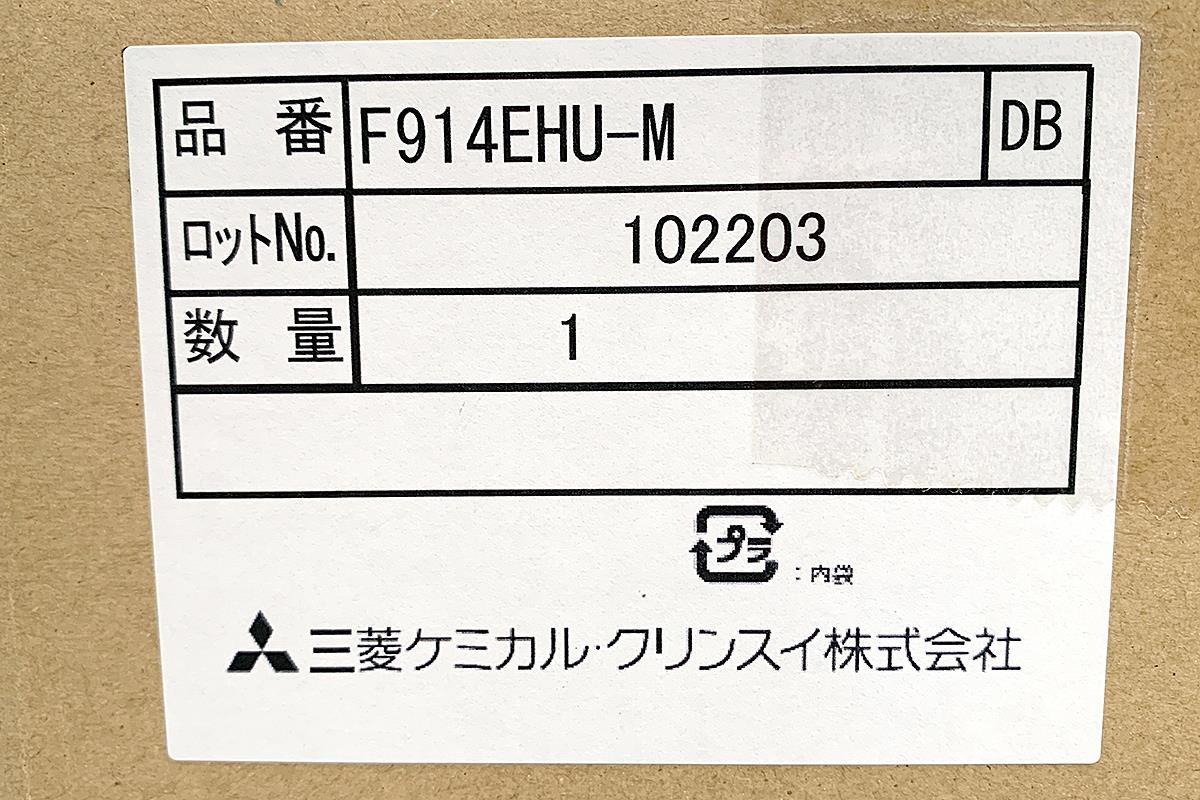 品 番 F914EHU-M DB
ロットNo. 102203
数 量 1
プラ :内袋
三菱ケミカル・クリンスイ株式会社